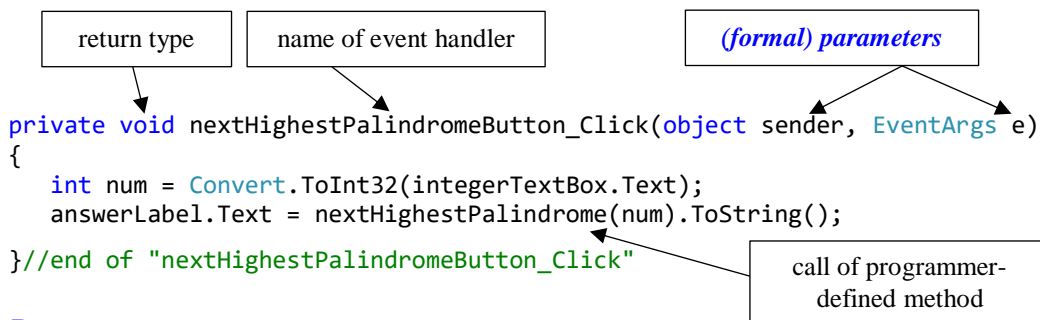 return type
name of event handler
(formal) parameters
private void nextHighestPalindromeButton_Click(object sender, EventArgs e)
{
int num = Convert.ToInt32(integerTextBox.Text);
answerLabel.Text = nextHighestPalindrome(num).ToString();
}//end of "nextHighestPalindromeButton_Click"
call of programmer-
defined method